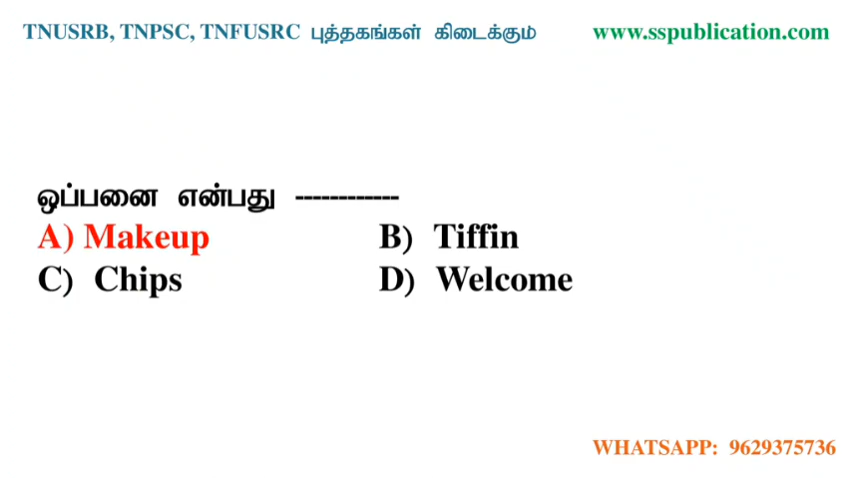 TNUSRB, TNPSC, TNFUSRC புத்தகங்கள் கிடைக்கும் www.sspublication.com
ஒப்பனை என்பது ------------
A) Makeup B) Tiffin
C) Chips D) Welcome
WHATSAPP: 9629375736